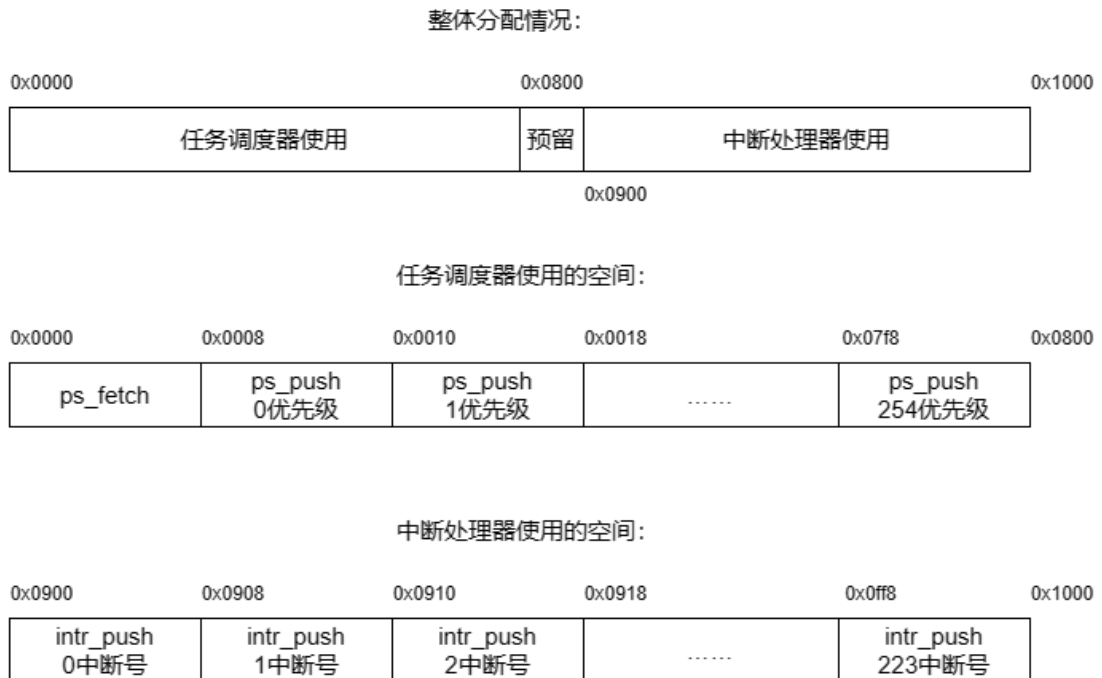 整体分配情况：
0x0000 0x0800 0x1000
任务调度器使用 预留 中断处理器使用
0x0900
任务调度器使用的空间：
0x0000 0x0008 0x0010 0x0018 0x07f8 0x0800
ps_fetch ps_push ps_push …… ps_push
0优先级 1优先级 254优先级
中断处理器使用的空间：
0x0900 0x0908 0x0910 0x0918 0x0ff8 0x1000
intr_push intr_push intr_push …… intr_push
0中断号 1中断号 2中断号 223中断号